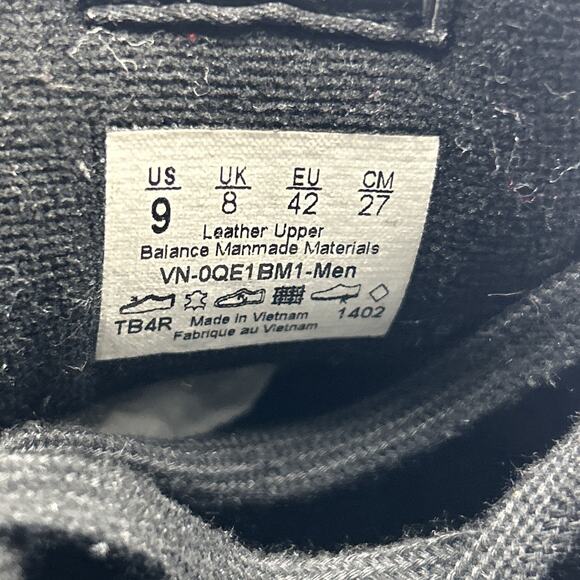 US UK EU CM
9 8 42 27
Leather Upper
Balance Manmade Materials
VN-0QE1BM1-Men
TB4R Made in Vietnam 1402
Fabrique au Vietnam